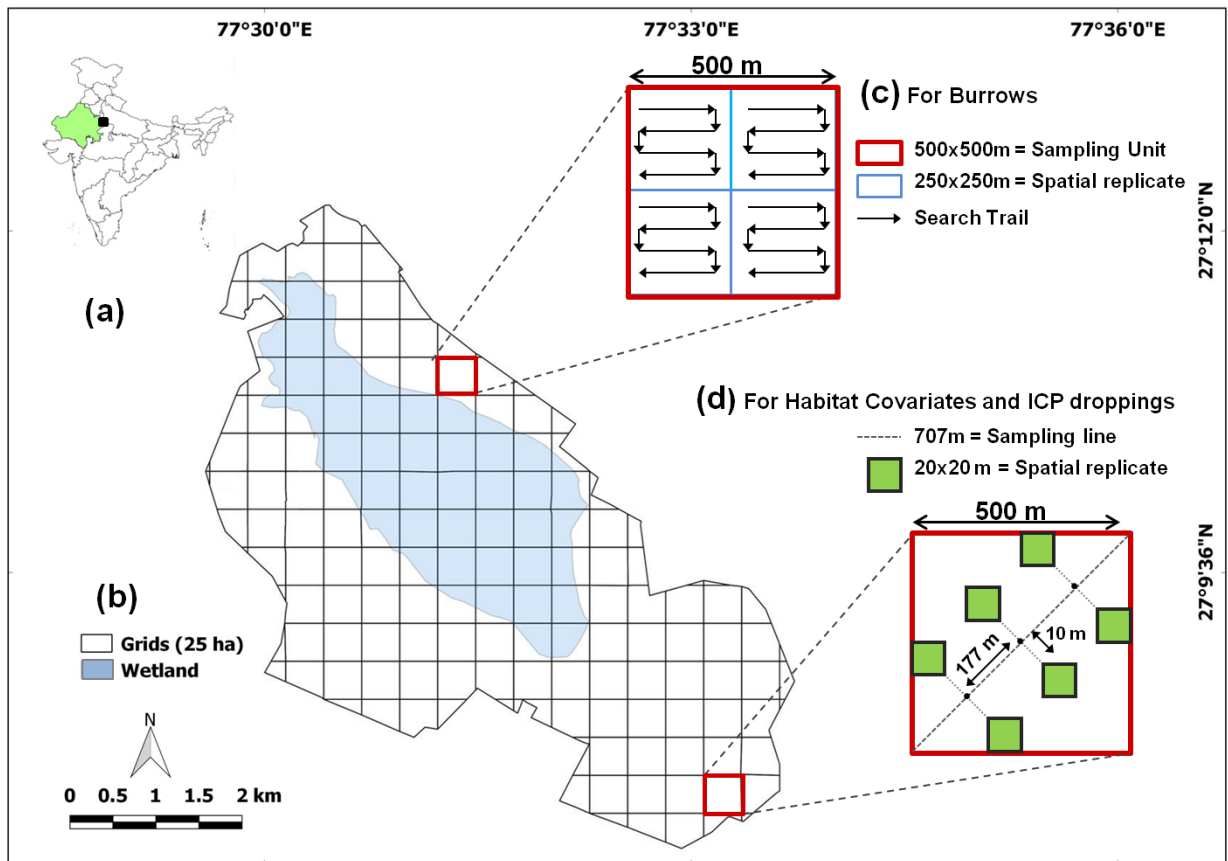 77°30'0"E
77°33'0"E
77°36'0"E
500 m
(c) For Burrows
500x500m = Sampling Unit
250x250m = Spatial replicate
Search Trail
27°12'0"N
(a)
(d) For Habitat Covariates and ICP droppings
707m = Sampling line
20x20 m = Spatial replicate
500 m
27°9'36"N
177 m
10 m
(b)
Grids (25 ha)
Wetland
N
0 0.5 1 1.5 2 km